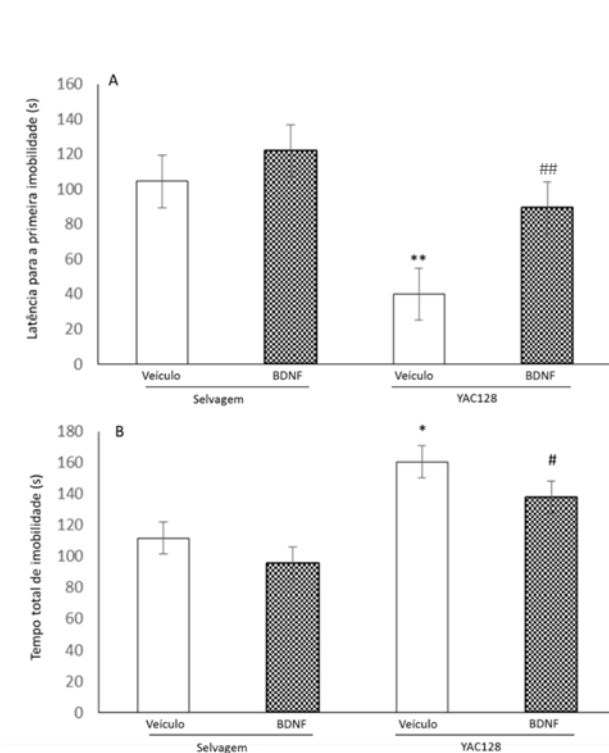 A
Latência para a primeira imobilidade (s)
160
140
120
100
80
60
40
20
0
**
##
Veículo
BDNF
Veículo
BDNF
Selvagem
YAC128
B
Tempo total de imobilidade (s)
180
160
140
120
100
80
60
40
20
0
*
#
Veículo
BDNF
Veículo
BDNF
Selvagem
YAC128